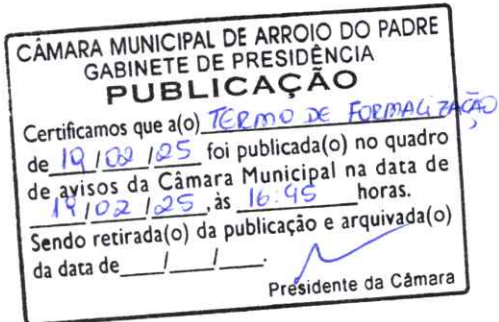 CÂMARA MUNICIPAL DE ARROIO DO PADRE
GABINETE DE PRESIDÊNCIA
PUBLICAÇÃO
Certificamos que a(o) TERMO DE FORMALIZAÇÃO
de 19/02/25 foi publicada(o) no quadro
de avisos da Câmara Municipal na data de
19/02/25, às 16:45 horas.
Sendo retirada(o) da publicação e arquivada(o)
da data de___/___/___.
Presidente da Câmara